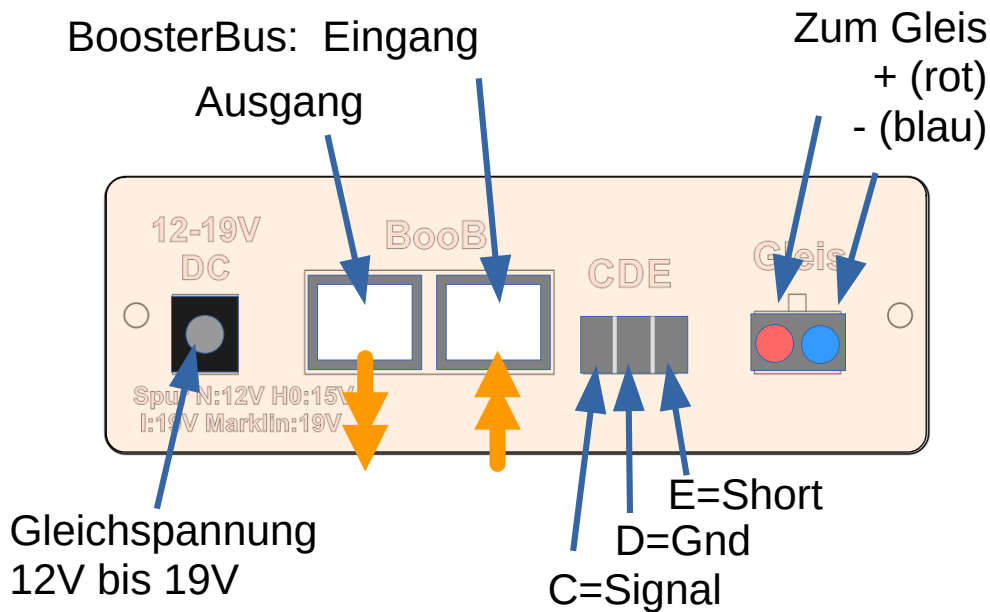 BoosterBus: Eingang
Ausgang
Zum Gleis
+ (rot)
- (blau)
12-19V
DC
BooB
CDE
Gleis
Spur N:12V H0:15V
I:19V Marklin:19V
E=Short
D=Gnd
C=Signal
Gleichspannung
12V bis 19V